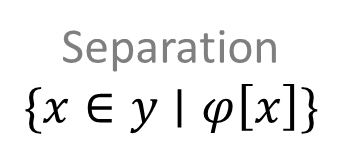 Separation
{x ∈ y | φ[x]}